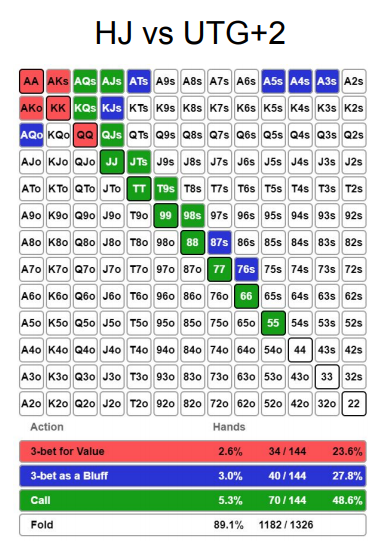 HJ vs UTG+2
AA AKs AQs AJs ATs A9s A8s A7s A6s A5s A4s A3s A2s
AKo KK KQs KJs KTs K9s K8s K7s K6s K5s K4s K3s K2s
AQo KQo QQ QJs QTs Q9s Q8s Q7s Q6s Q5s Q4s Q3s Q2s
AJo KJo QJo JJ JTs J9s J8s J7s J6s J5s J4s J3s J2s
ATo KTo QTo JTo TT T9s T8s T7s T6s T5s T4s T3s T2s
A9o K9o Q9o J9o T9o 99 98s 97s 96s 95s 94s 93s 92s
A8o K8o Q8o J8o T8o 98o 88 87s 86s 85s 84s 83s 82s
A7o K7o Q7o J7o T7o 97o 87o 77 76s 75s 74s 73s 72s
A6o K6o Q6o J6o T6o 96o 86o 76o 66 65s 64s 63s 62s
A5o K5o Q5o J5o T5o 95o 85o 75o 65o 55 54s 53s 52s
A4o K4o Q4o J4o T4o 94o 84o 74o 64o 54o 44 43s 42s
A3o K3o Q3o J3o T3o 93o 83o 73o 63o 53o 43o 33 32s
A2o K2o Q2o J2o T2o 92o 82o 72o 62o 52o 42o 32o 22
Action Hands
3-bet for Value 2.6% 34 / 144 23.6%
3-bet as a Bluff 3.0% 40 / 144 27.8%
Call 5.3% 70 / 144 48.6%
Fold 89.1% 1182 / 1326